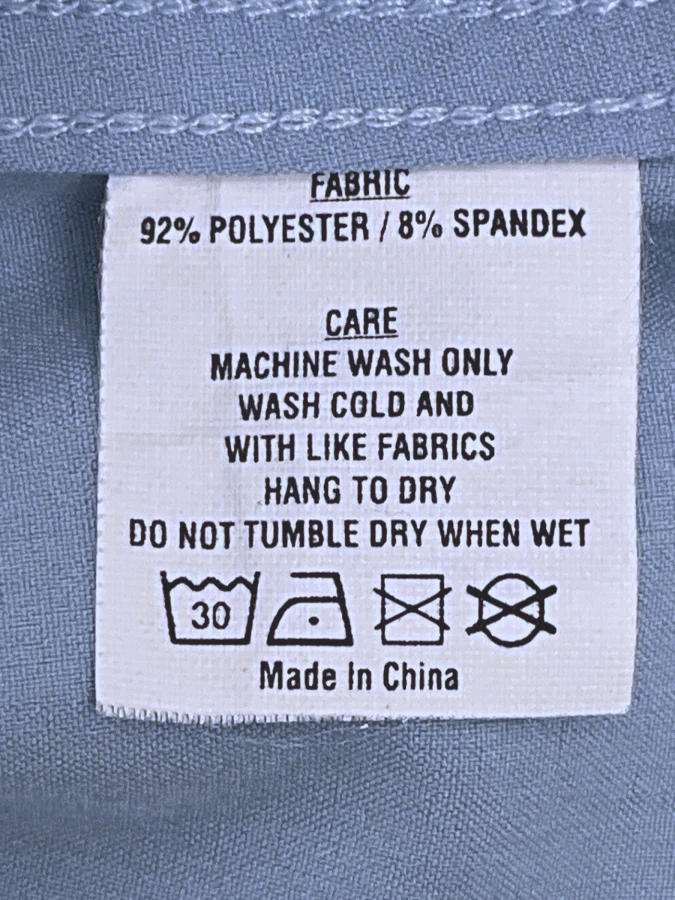 FABRIC
92% POLYESTER / 8% SPANDEX
CARE
MACHINE WASH ONLY
WASH COLD AND
WITH LIKE FABRICS
HANG TO DRY
DO NOT TUMBLE DRY WHEN WET
30
Made In China